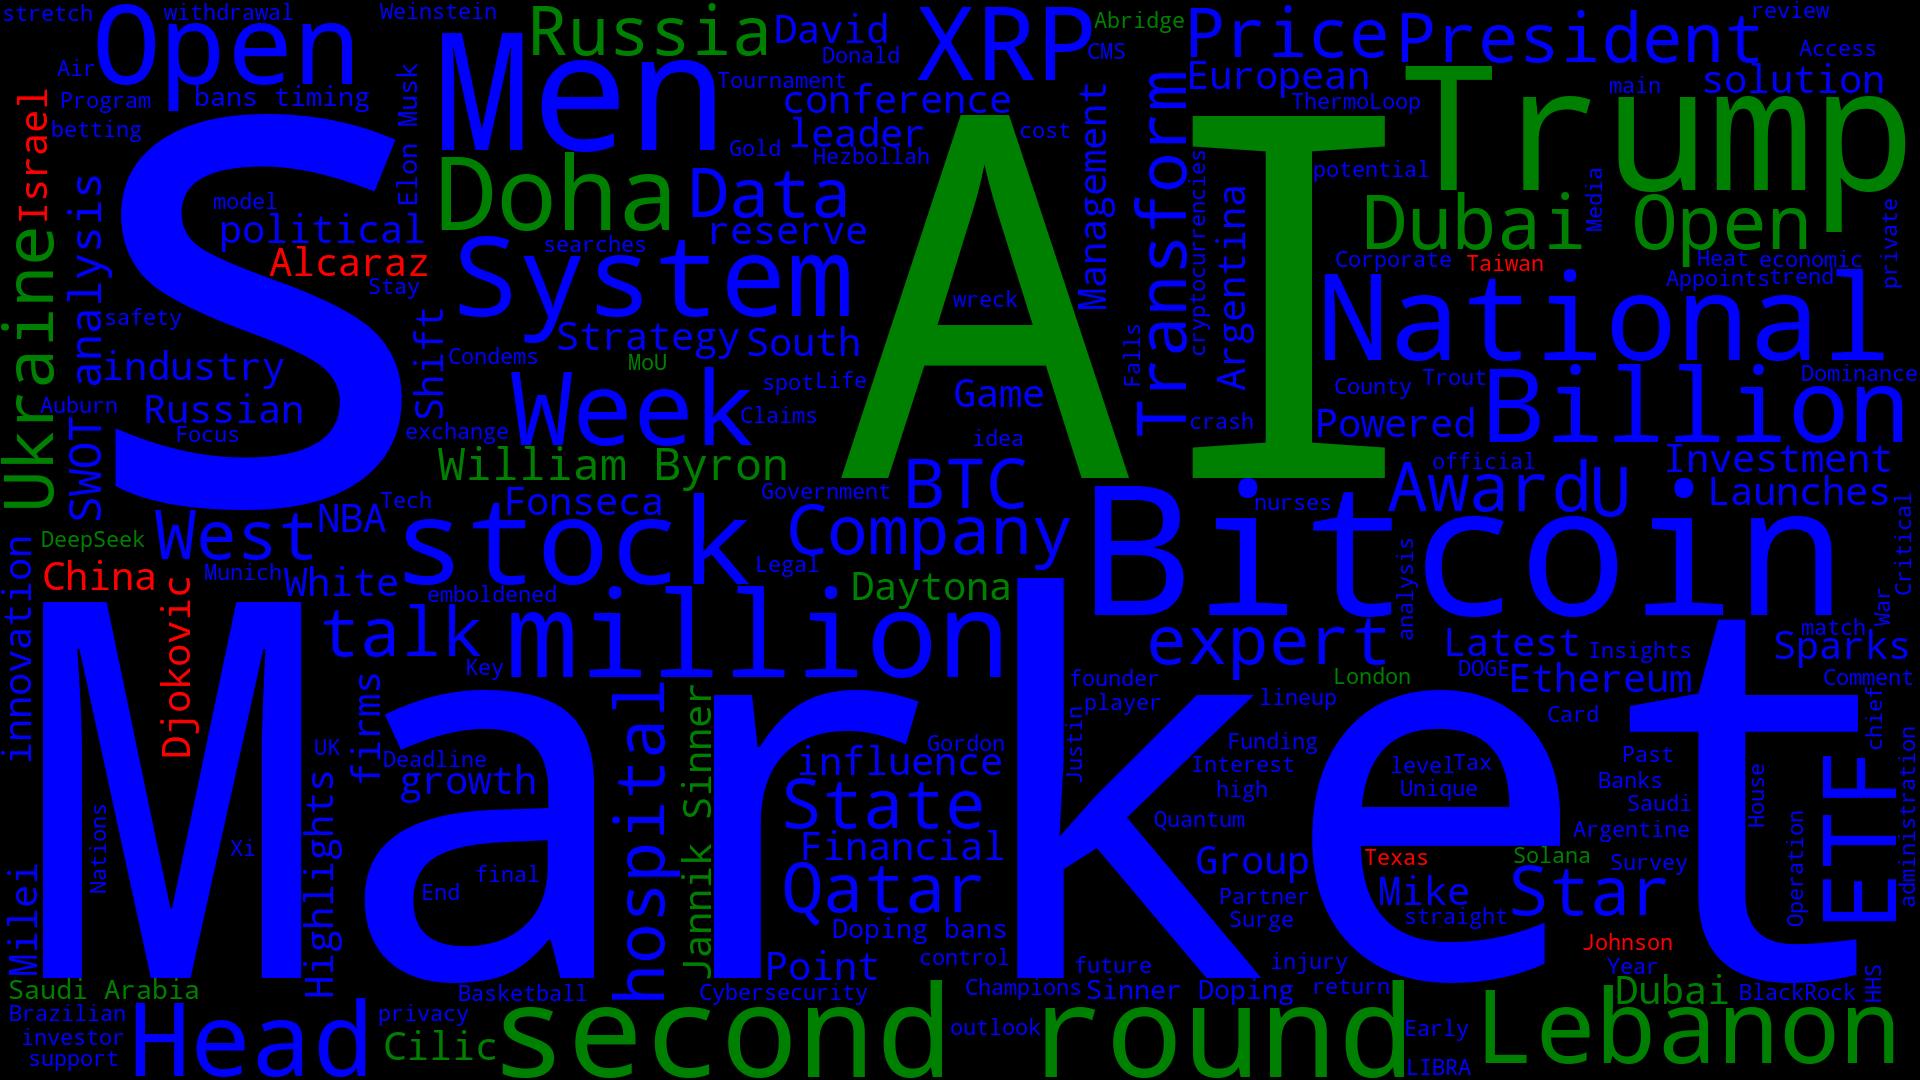 stretch
withdrawal
Weinstein
Russia
David
XRP
Abridge
Price
President
review
Open
Men
Donald
CMS
Access
Air
Musk
Tournament
European
main
solution
Program
bans timing
conference
ThermoLoop
Trump
betting
leader
cost
Israel
Elon
Gold
Hezbollah
Management
Transform
cryptocurrencies
potential
S
AI
Doha
Data
Media
model
Dubai
Open
private
political
reserve
Argentina
analysis
Alcaraz
searches
Corporate
Taiwan
Heat
economic
Stay
System
Appoints
trend
Ukraine
wreck
National
safety
Shift
Strategy
South
Falls
industry
Condems
MoU
Week
spot
Life
Game
County
Trout
Dominance
Auburn
Russian
Claims
crash
Powered
Billion
Focus
exchange
idea
SWOT
William Byron
BTC
official
Investment
Tech
Fonseca
Government
nurses
Award
U
Launches
NBA
stock
Company
Bitcoin
DeepSeek
West
Critical
innovation
China
Munich
White
Legal
analysis
emboldened
Daytona
War
Djokovic
talk
million
expert
Latest
Insights
match
Sparks
Key
founder
London
DOGE
Ethereum
Comment
Market
firms
hospital
Jannik Sinner
player
lineup
Card
chief
UK
Deadline
influence
Gordon
Justin
Funding
Past
growth
Interest
level
Tax
Banks
House
ETF
administration
Highlights
State
high
Unique
Saudi
Nations
Xi
Financial
Quantum
Argentine
Operation
final
Group
Texas
Solana
Survey
End
Qatar
Partner
Mike
Star
Milei
Doping bans
Surge
straight
Point
control
future
injury
Johnson
Year
Saudi Arabia
Basketball
Cybersecurity
Champions
Sinner
Doping
return
Dubai
BlackRock
HHS
Brazilian
Head
privacy
second round
Lebanon
investor
Cilic
outlook
Early
support
LIBRA